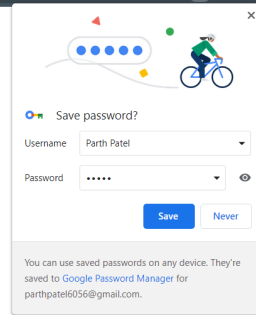 Save password?
Username Parth Patel
Password •••••
Save Never
You can use saved passwords on any device. They're
saved to Google Password Manager for
parthpatel6056@gmail.com.